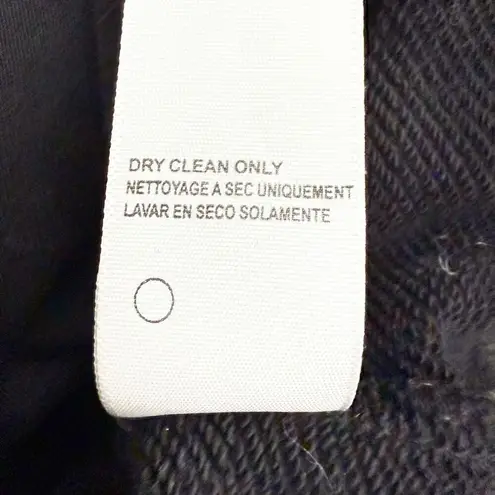 DRY CLEAN ONLY
NETTOYAGE A SEC UNIQUEMENT
LAVAR EN SECO SOLAMENTE